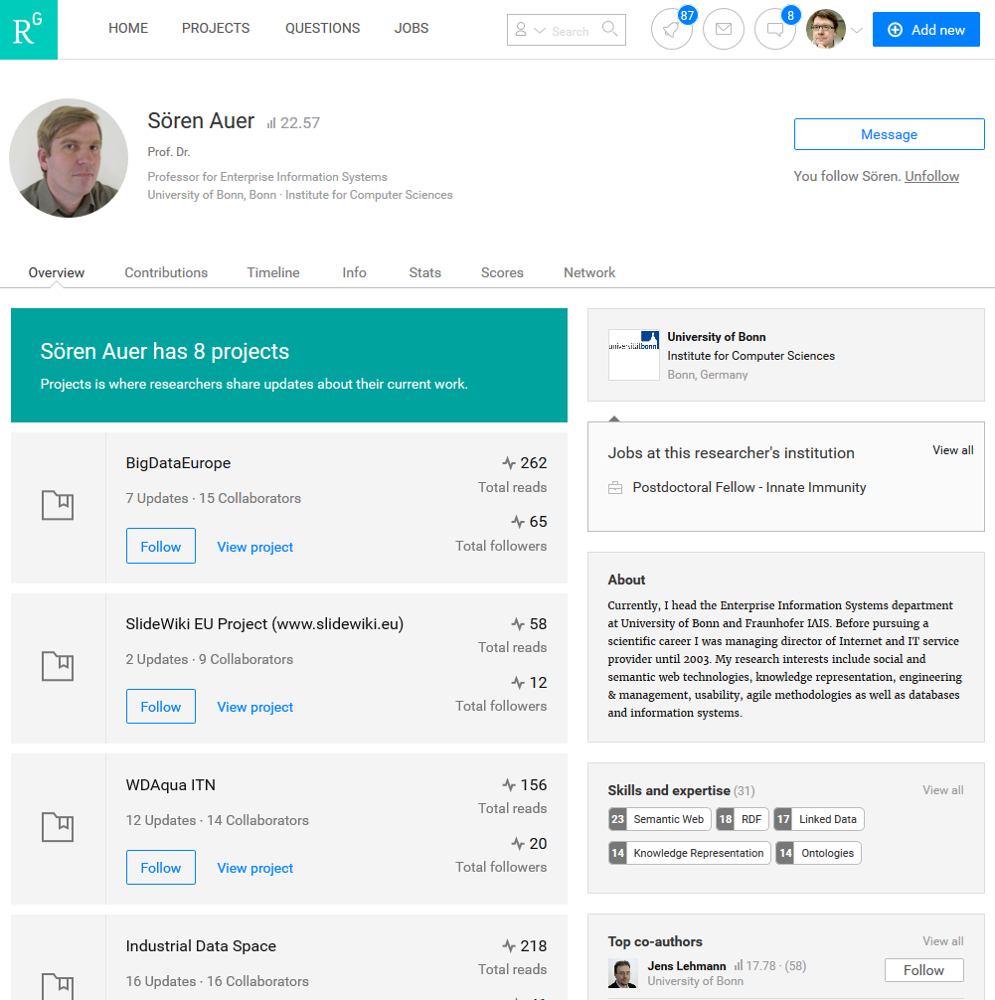 RG
HOME PROJECTS QUESTIONS JOBS
Search
87
8
Add new
Sören Auer 22.57
Prof. Dr.
Professor for Enterprise Information Systems
University of Bonn, Bonn · Institute for Computer Sciences
Message
You follow Sören. Unfollow
Overview Contributions Timeline Info Stats Scores Network
Sören Auer has 8 projects
Projects is where researchers share updates about their current work.
BigDataEurope
7 Updates · 15 Collaborators
Follow View project
262
Total reads
65
Total followers
SlideWiki EU Project (www.slidewiki.eu)
2 Updates · 9 Collaborators
Follow View project
58
Total reads
12
Total followers
WDAqua ITN
12 Updates · 14 Collaborators
Follow View project
156
Total reads
20
Total followers
Industrial Data Space
16 Updates · 16 Collaborators
218
Total reads
universitätbonn
University of Bonn
Institute for Computer Sciences
Bonn, Germany
Jobs at this researcher's institution View all
Postdoctoral Fellow - Innate Immunity
About
Currently, I head the Enterprise Information Systems department
at University of Bonn and Fraunhofer IAIS. Before pursuing a
scientific career I was managing director of Internet and IT service
provider until 2003. My research interests include social and
semantic web technologies, knowledge representation, engineering
& management, usability, agile methodologies as well as databases
and information systems.
Skills and expertise (31) View all
23 Semantic Web 18 RDF 17 Linked Data
14 Knowledge Representation 14 Ontologies
Top co-authors View all
Jens Lehmann 17.78 · (58)
University of Bonn
Follow